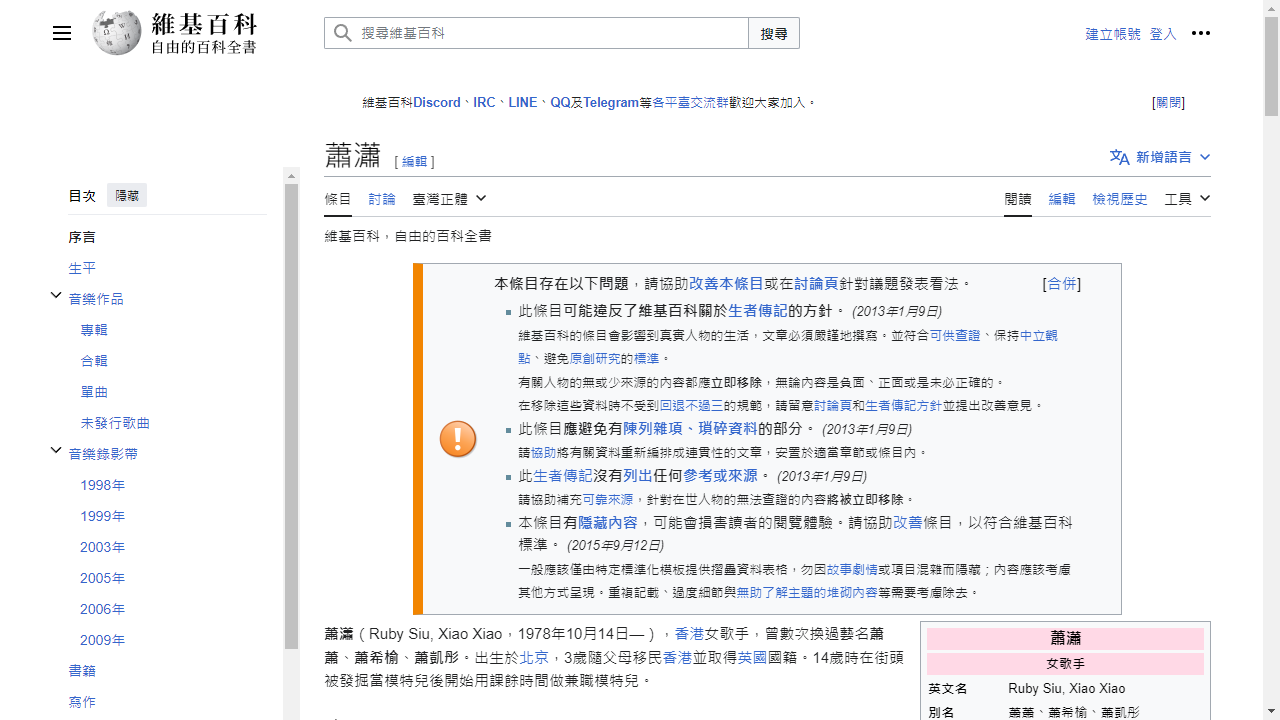 維基百科
自由的百科全書
搜尋維基百科
搜尋
建立帳號 登入
維基百科Discord、IRC、LINE、QQ及Telegram等各平臺交流群歡迎大家加入。
[關閉]
蕭瀟 [ 編輯 ]
新增語言
目次 隱藏
序言
生平
音樂作品
專輯
合輯
單曲
未發行歌曲
音樂錄影帶
1998年
1999年
2003年
2005年
2006年
2009年
書籍
寫作
條目 討論 臺灣正體
閱讀 編輯 檢視歷史 工具
維基百科，自由的百科全書
本條目存在以下問題，請協助改善本條目或在討論頁針對議題發表看法。 [合併]
此條目可能違反了維基百科關於生者傳記的方針。 (2013年1月9日)
維基百科的條目會影響到真實人物的生活，文章必須嚴謹地撰寫。並符合可供查證、保持中立觀
點、避免原創研究的標準。
有關人物的無或少來源的內容都應立即移除，無論內容是負面、正面或是未必正確的。
在移除這些資料時不受到回退不過三的規範，請留意討論頁和生者傳記方針並提出改善意見。
此條目應避免有陳列雜項、瑣碎資料的部分。 (2013年1月9日)
請協助將有關資料重新編排成連貫性的文章，安置於適當章節或條目內。
此生者傳記沒有列出任何參考或來源。 (2013年1月9日)
請協助補充可靠來源，針對在世人物的無法查證的內容將被立即移除。
本條目有隱藏內容，可能會損害讀者的閱覽體驗。請協助改善條目，以符合維基百科
標準。 (2015年9月12日)
一般應該僅由特定標準化模板提供摺疊資料表格，勿因故事劇情或項目混雜而隱藏；內容應該考慮
其他方式呈現。重複記載、過度細節與無助了解主題的堆砌內容等需要考慮除去。
蕭瀟（Ruby Siu, Xiao Xiao，1978年10月14日—），香港女歌手，曾數次換過藝名蕭
蕭、蕭希榆、蕭凱彤。出生於北京，3歲隨父母移民香港並取得英國國籍。14歲時在街頭
被發掘當模特兒後開始用課餘時間做兼職模特兒。
蕭瀟
女歌手
英文名 Ruby Siu, Xiao Xiao
別名 蕭蕭、蕭希榆、蕭凱彤